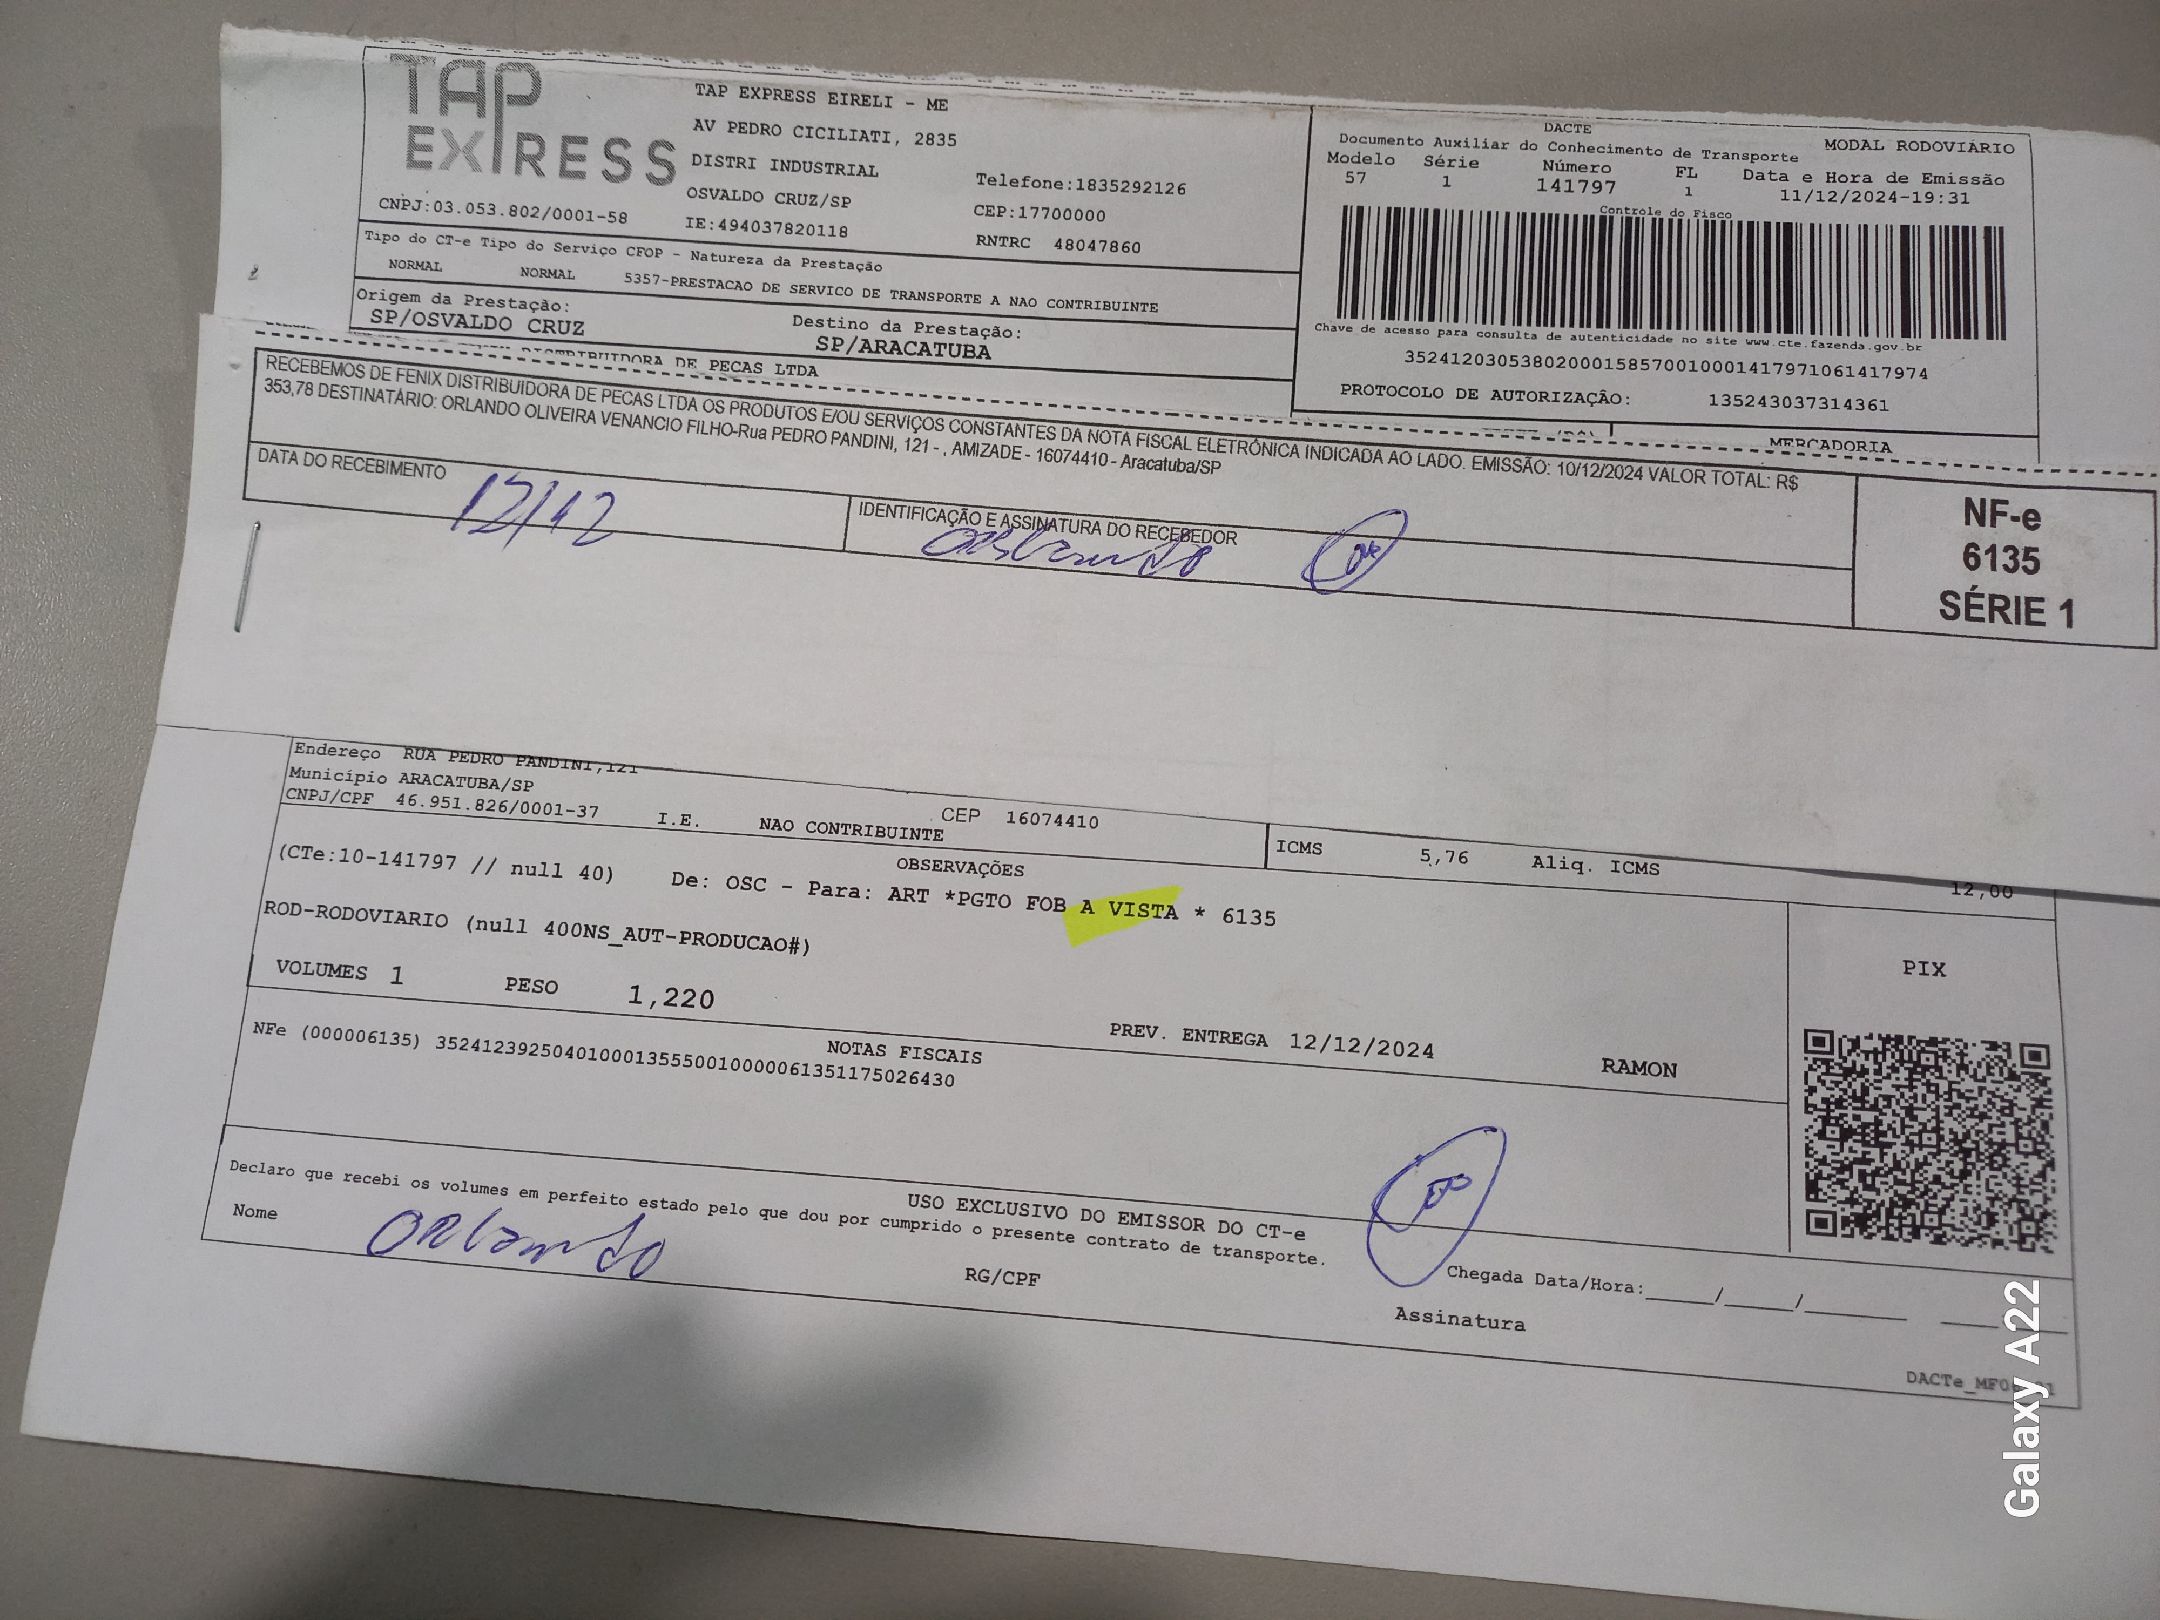 TAP EXPRESS
TAP EXPRESS EIRELI - ME
AV PEDRO CICILIATI, 2835
DISTRI INDUSTRIAL
OSVALDO CRUZ/SP
IE:494037820118
Telefone:1835292126
CEP:17700000
RNTRC 48047860
CNPJ:03.053.802/0001-58
Tipo do CT-e Tipo do Serviço CFOP - Natureza da Prestação
NORMAL NORMAL 5357-PRESTACAO DE SERVICO DE TRANSPORTE A NAO CONTRIBUINTE
Origem da Prestação:
SP/OSVALDO CRUZ
Destino da Prestação:
SP/ARACATUBA
DACTE
Documento Auxiliar do Conhecimento de Transporte
MODAL RODOVIÁRIO
Modelo Série Número FL Data e Hora de Emissão
57 1 141797 1 11/12/2024-19:31
Controle do Fisco
Chave de acesso para consulta de autenticidade no site www.cte.fazenda.gov.br
35241203053802000158570010001417971061417974
PROTOCOLO DE AUTORIZAÇÃO: 135243037314361
DISTRIBUIDORA DE PECAS LTDA
MERCADORIA
RECEBEMOS DE FENIX DISTRIBUIDORA DE PECAS LTDA OS PRODUTOS E/OU SERVIÇOS CONSTANTES DA NOTA FISCAL ELETRÔNICA INDICADA AO LADO. EMISSÃO: 10/12/2024 VALOR TOTAL: R$
353,78 DESTINATÁRIO: ORLANDO OLIVEIRA VENANCIO FILHO-Rua PEDRO PANDINI, 121 - , AMIZADE - 16074410 - Aracatuba/SP
DATA DO RECEBIMENTO
12/12
IDENTIFICAÇÃO E ASSINATURA DO RECEBEDOR
ORLando
NF-e
6135
SÉRIE 1
Endereço RUA PEDRO PANDINI,121
Município ARACATUBA/SP
CNPJ/CPF 46.951.826/0001-37 I.E. NAO CONTRIBUINTE
CEP 16074410
ICMS 5,76 Aliq. ICMS 12,00
OBSERVAÇÕES
(CTe:10-141797 // null 40) De: OSC - Para: ART *PGTO FOB A VISTA * 6135
ROD-RODOVIARIO (null 400NS_AUT-PRODUCAO#)
PIX
VOLUMES 1 PESO 1,220
PREV. ENTREGA 12/12/2024 RAMON
NOTAS FISCAIS
NFe (000006135) 35241239250401000135550010000061351175026430
USO EXCLUSIVO DO EMISSOR DO CT-e
Declaro que recebi os volumes em perfeito estado pelo que dou por cumprido o presente contrato de transporte.
Nome ORLando
RG/CPF
Chegada Data/Hora:_____/_____/________
Assinatura
Galaxy A22